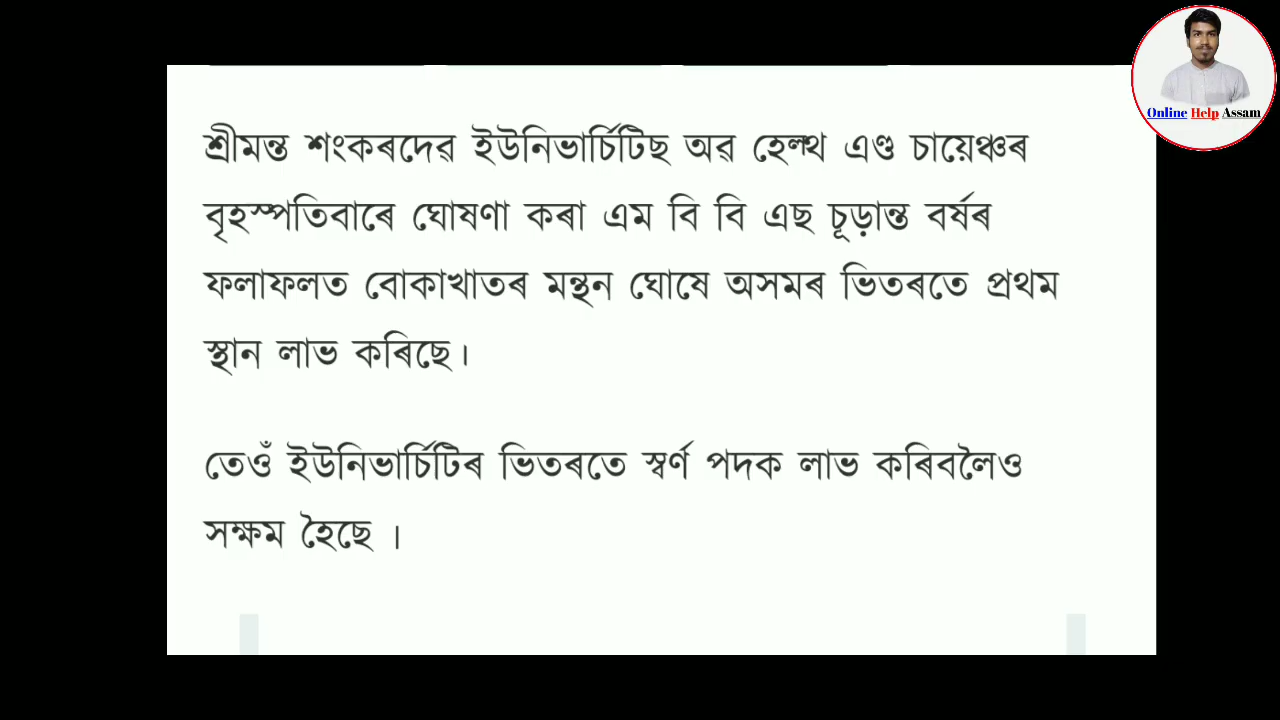 শ্ৰীমন্ত শংকৰদেৱ ইউনিভাৰ্চিটিছ অৱ হেল্থ এণ্ড চায়েঞ্চৰ
বৃহস্পতিবাৰে ঘোষণা কৰা এম বি বি এছ চূড়ান্ত বৰ্ষৰ
ফলাফলত বোকাখাতৰ মন্থন ঘোষে অসমৰ ভিতৰতে প্ৰথম
স্থান লাভ কৰিছে।
তেওঁ ইউনিভাৰ্চিটিৰ ভিতৰতে স্বৰ্ণ পদক লাভ কৰিবলৈও
সক্ষম হৈছে ।
Online Help Assam